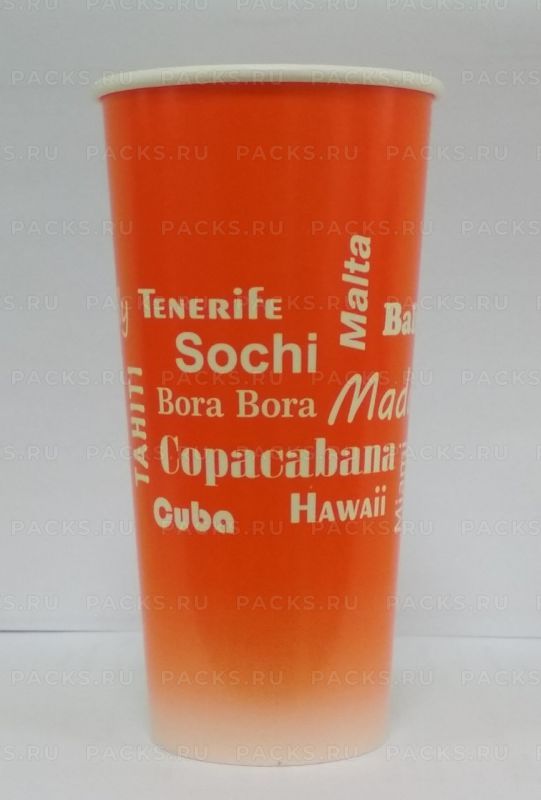 Malta
TENERIFE
Sochi
Bora Bora
TAHITI
Copacabana
Cuba
HAWAII
PACKS.RU